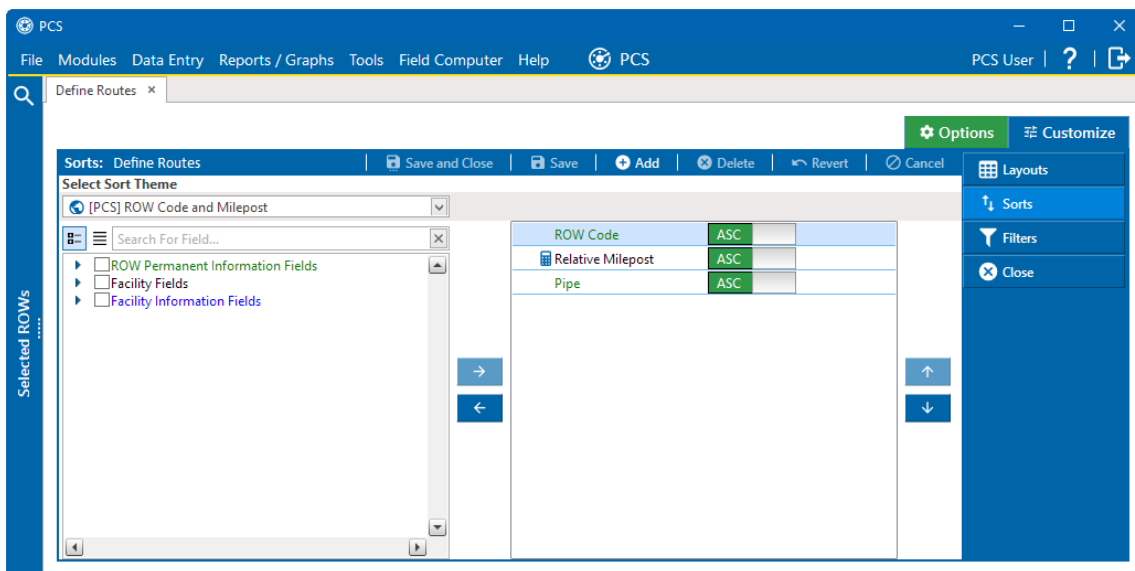 PCS
File Modules Data Entry Reports / Graphs Tools Field Computer Help PCS PCS User | ? |
Define Routes ×
Options Customize
Sorts: Define Routes | Save and Close | Save | Add | Delete | Revert | Cancel
Layouts
Select Sort Theme
[PCS] ROW Code and Milepost
Sorts
Search For Field...
ROW Code ASC
Filters
ROW Permanent Information Fields
Relative Milepost ASC
Facility Fields
Close
Pipe ASC
Facility Information Fields
Selected ROWs